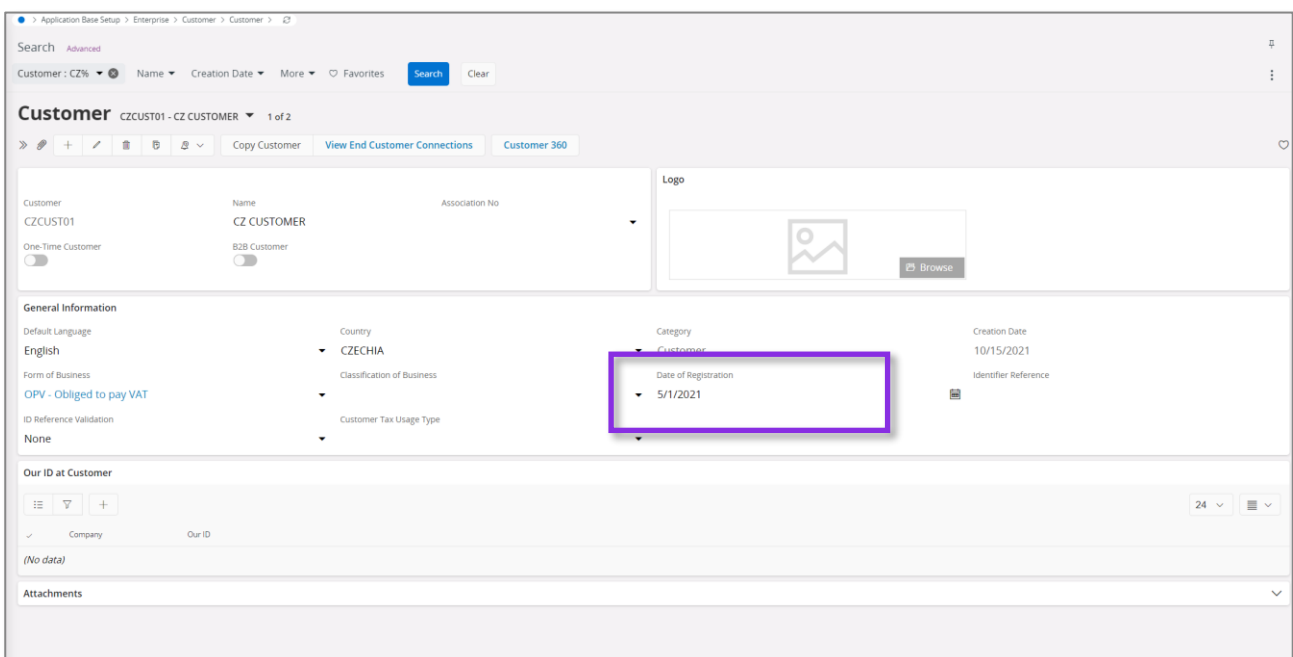 > Application Base Setup > Enterprise > Customer > Customer >
Search Advanced
Customer : CZ% Name Creation Date More Favorites Search Clear
Customer CZCUST01 - CZ CUSTOMER 1 of 2
Copy Customer View End Customer Connections Customer 360
Logo
Customer Name Association No
CZCUST01 CZ CUSTOMER
One-Time Customer B2B Customer
Browse
General Information
Default Language Country Category Creation Date
English CZECHIA Customer 10/15/2021
Form of Business Classification of Business Date of Registration Identifier Reference
OPV - Obliged to pay VAT 5/1/2021
ID Reference Validation Customer Tax Usage Type
None
Our ID at Customer
24
Company Our ID
(No data)
Attachments